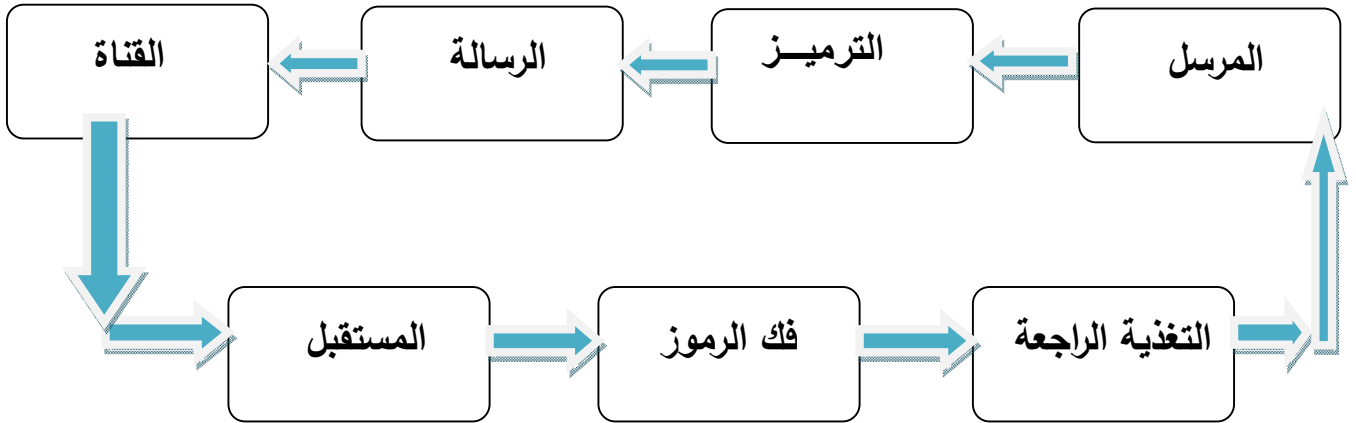 المرسل
الترميــز
الرسالة
القناة
المستقبل
فك الرموز
التغذية الراجعة